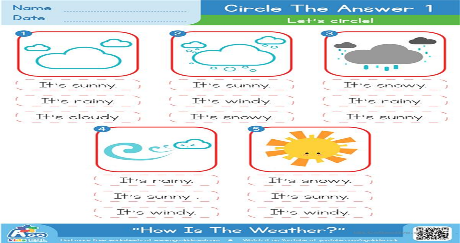 Name
Circle The Answer 1
Date
Let's circle!
1
2
3
It's sunny
It's rainy
It's cloudy
It's sunny
It's windy
It's snowy
It's snowy
It's rainy
It's sunny
4
5
It's rainy.
It's sunny
It's windy.
It's snowy.
It's sunny.
It's windy.
"How Is The Weather?"